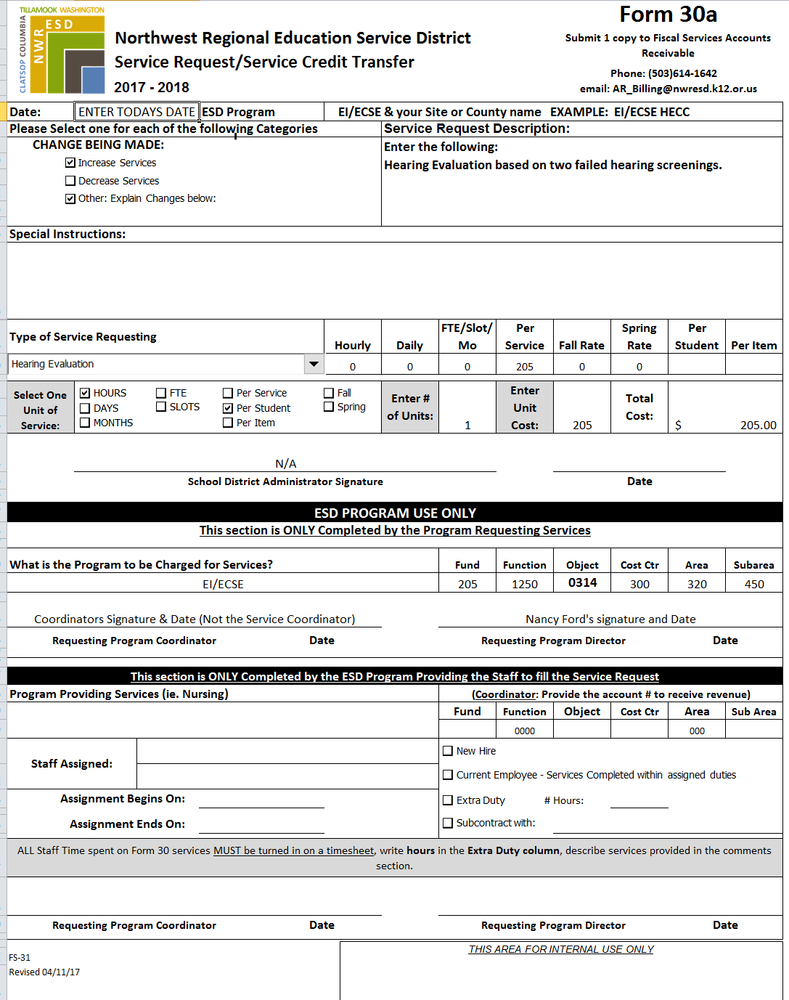 TILLAMOOK WASHINGTON
CLATSOP COLUMBIA
NWR
ESD
Northwest Regional Education Service District
Service Request/Service Credit Transfer
2017 - 2018
Form 30a
Submit 1 copy to Fiscal Services Accounts
Receivable
Phone: (503)614-1642
email: AR_Billing@nwresd.k12.or.us
Date: ENTER TODAYS DATE ESD Program EI/ECSE & your Site or County name EXAMPLE: EI/ECSE HECC
Please Select one for each of the following Categories
CHANGE BEING MADE:
Increase Services
Decrease Services
Other: Explain Changes below:
Service Request Description:
Enter the following:
Hearing Evaluation based on two failed hearing screenings.
Special Instructions:
Type of Service Requesting Hourly Daily FTE/Slot/ Mo Per Service Fall Rate Spring Rate Per Student Per Item
Hearing Evaluation 0 0 0 205 0 0
Select One
Unit of
Service:
HOURS FTE Per Service Fall
DAYS SLOTS Per Student Spring
MONTHS Per Item
Enter #
of Units:
1
Enter
Unit
Cost:
205
Total
Cost:
$ 205.00
N/A
School District Administrator Signature Date
ESD PROGRAM USE ONLY
This section is ONLY Completed by the Program Requesting Services
What is the Program to be Charged for Services? Fund Function Object Cost Ctr Area Subarea
EI/ECSE 205 1250 0314 300 320 450
Coordinators Signature & Date (Not the Service Coordinator) Nancy Ford's signature and Date
Requesting Program Coordinator Date Requesting Program Director Date
This section is ONLY Completed by the ESD Program Providing the Staff to fill the Service Request
Program Providing Services (ie. Nursing) (Coordinator: Provide the account # to receive revenue)
Fund Function Object Cost Ctr Area Sub Area
0000 000
Staff Assigned:
Assignment Begins On:
Assignment Ends On:
New Hire
Current Employee - Services Completed within assigned duties
Extra Duty # Hours:
Subcontract with:
ALL Staff Time spent on Form 30 services MUST be turned in on a timesheet, write hours in the Extra Duty column, describe services provided in the comments
section.
Requesting Program Coordinator Date Requesting Program Director Date
FS-31
Revised 04/11/17
THIS AREA FOR INTERNAL USE ONLY